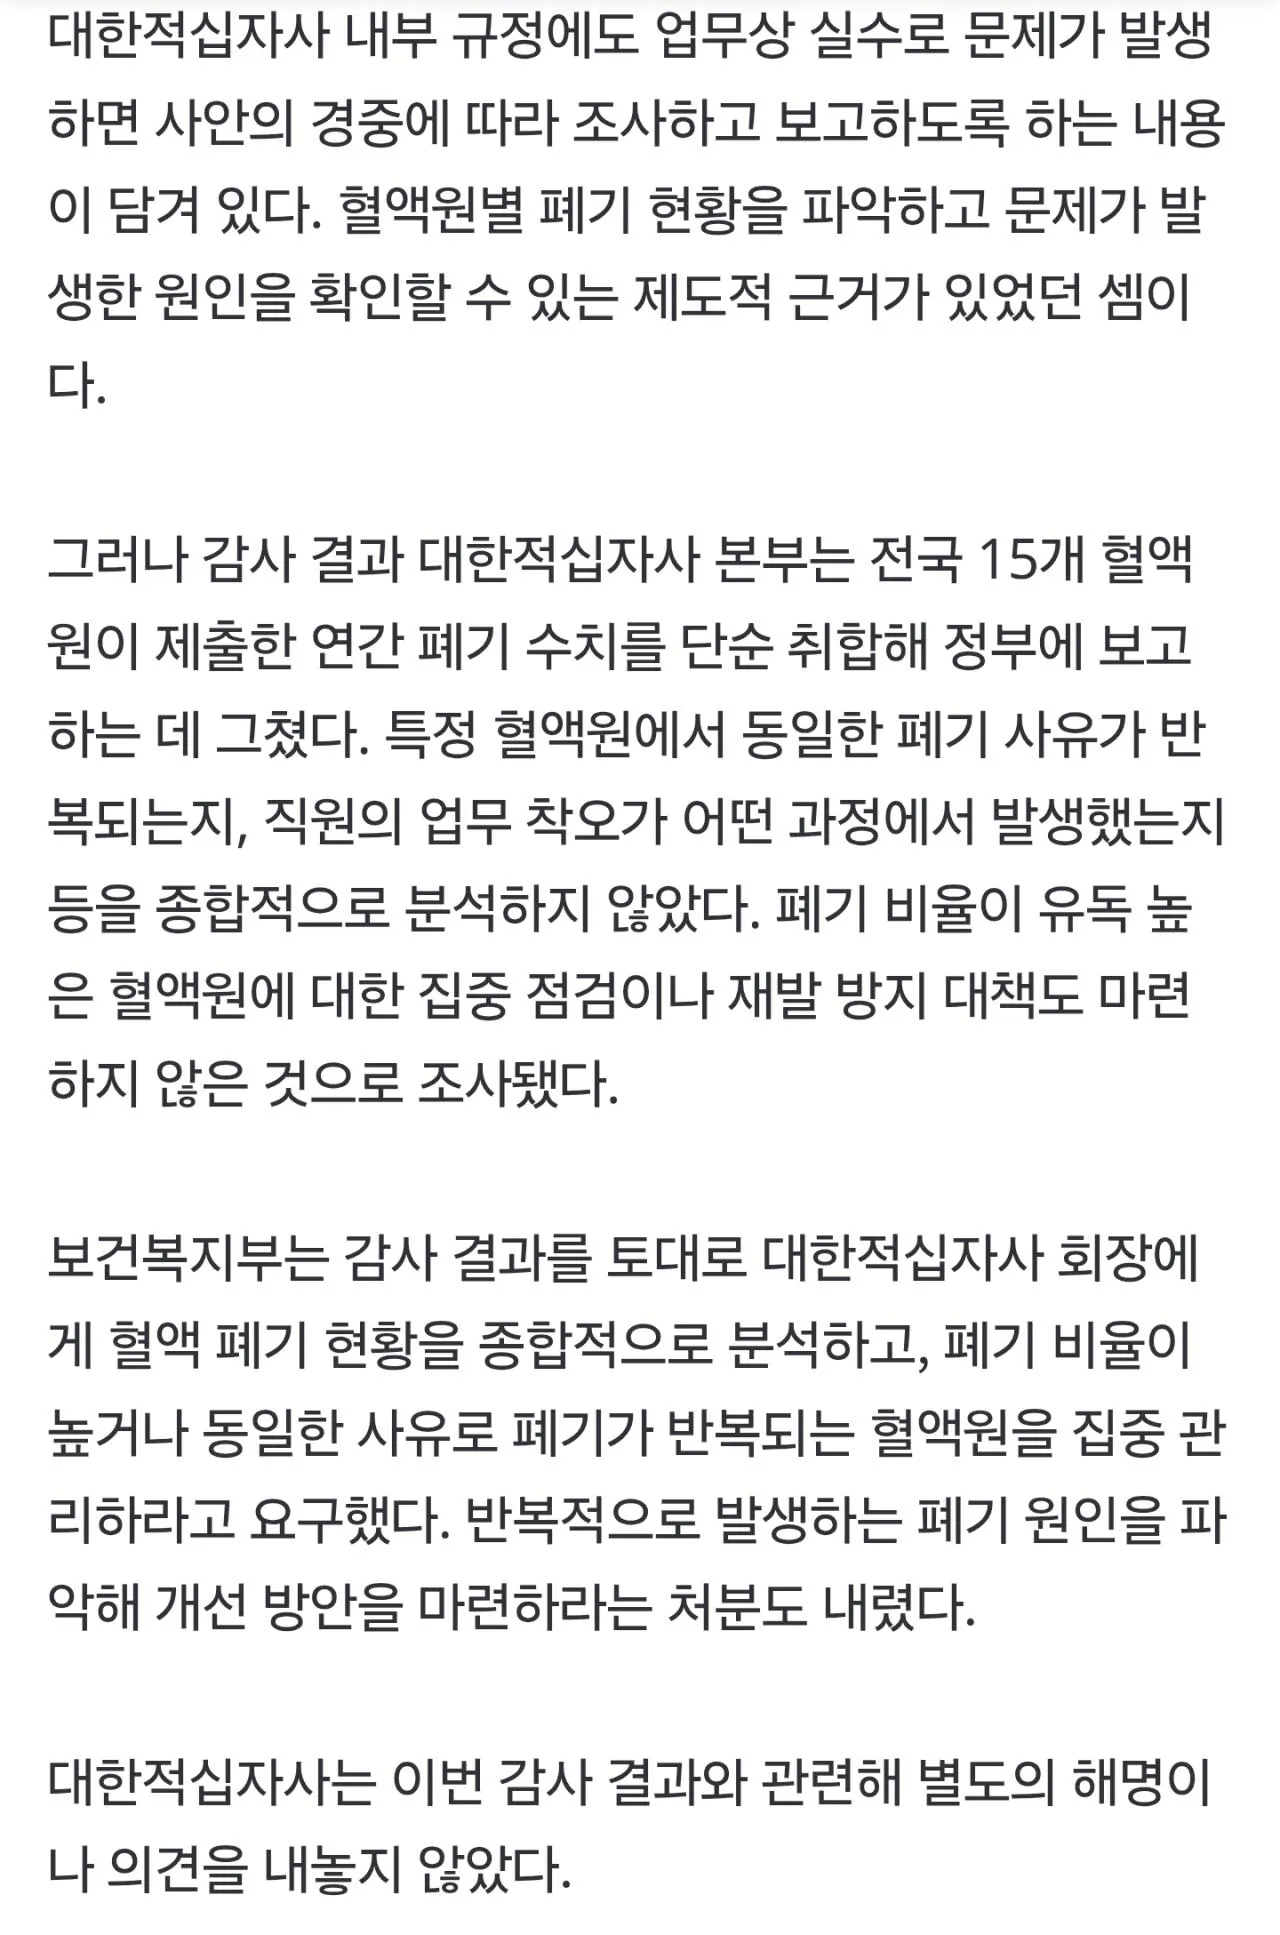 대한적십자사 내부 규정에도 업무상 실수로 문제가 발생
하면 사안의 경중에 따라 조사하고 보고하도록 하는 내용
이 담겨 있다. 혈액원별 폐기 현황을 파악하고 문제가 발
생한 원인을 확인할 수 있는 제도적 근거가 있었던 셈이
다.
그러나 감사 결과 대한적십자사 본부는 전국 15개 혈액
원이 제출한 연간 폐기 수치를 단순 취합해 정부에 보고
하는 데 그쳤다. 특정 혈액원에서 동일한 폐기 사유가 반
복되는지, 직원의 업무 착오가 어떤 과정에서 발생했는지
등을 종합적으로 분석하지 않았다. 폐기 비율이 유독 높
은 혈액원에 대한 집중 점검이나 재발 방지 대책도 마련
하지 않은 것으로 조사됐다.
보건복지부는 감사 결과를 토대로 대한적십자사 회장에
게 혈액 폐기 현황을 종합적으로 분석하고, 폐기 비율이
높거나 동일한 사유로 폐기가 반복되는 혈액원을 집중 관
리하라고 요구했다. 반복적으로 발생하는 폐기 원인을 파
악해 개선 방안을 마련하라는 처분도 내렸다.
대한적십자사는 이번 감사 결과와 관련해 별도의 해명이
나 의견을 내놓지 않았다.